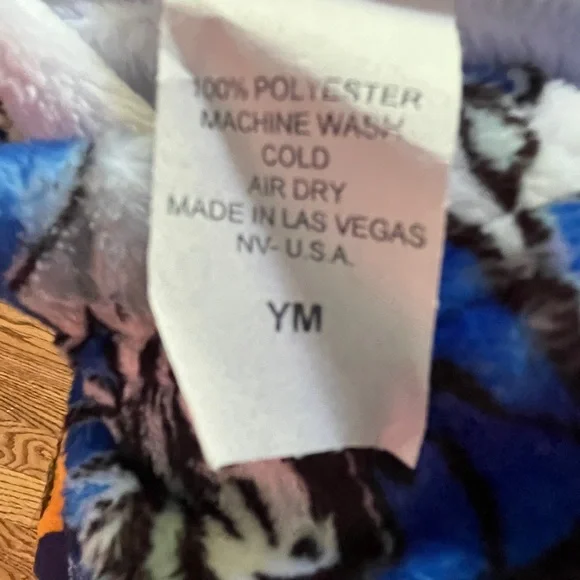 100% POLYESTER
MACHINE WASH
COLD
AIR DRY
MADE IN LAS VEGAS
NV- U.S.A.
YM